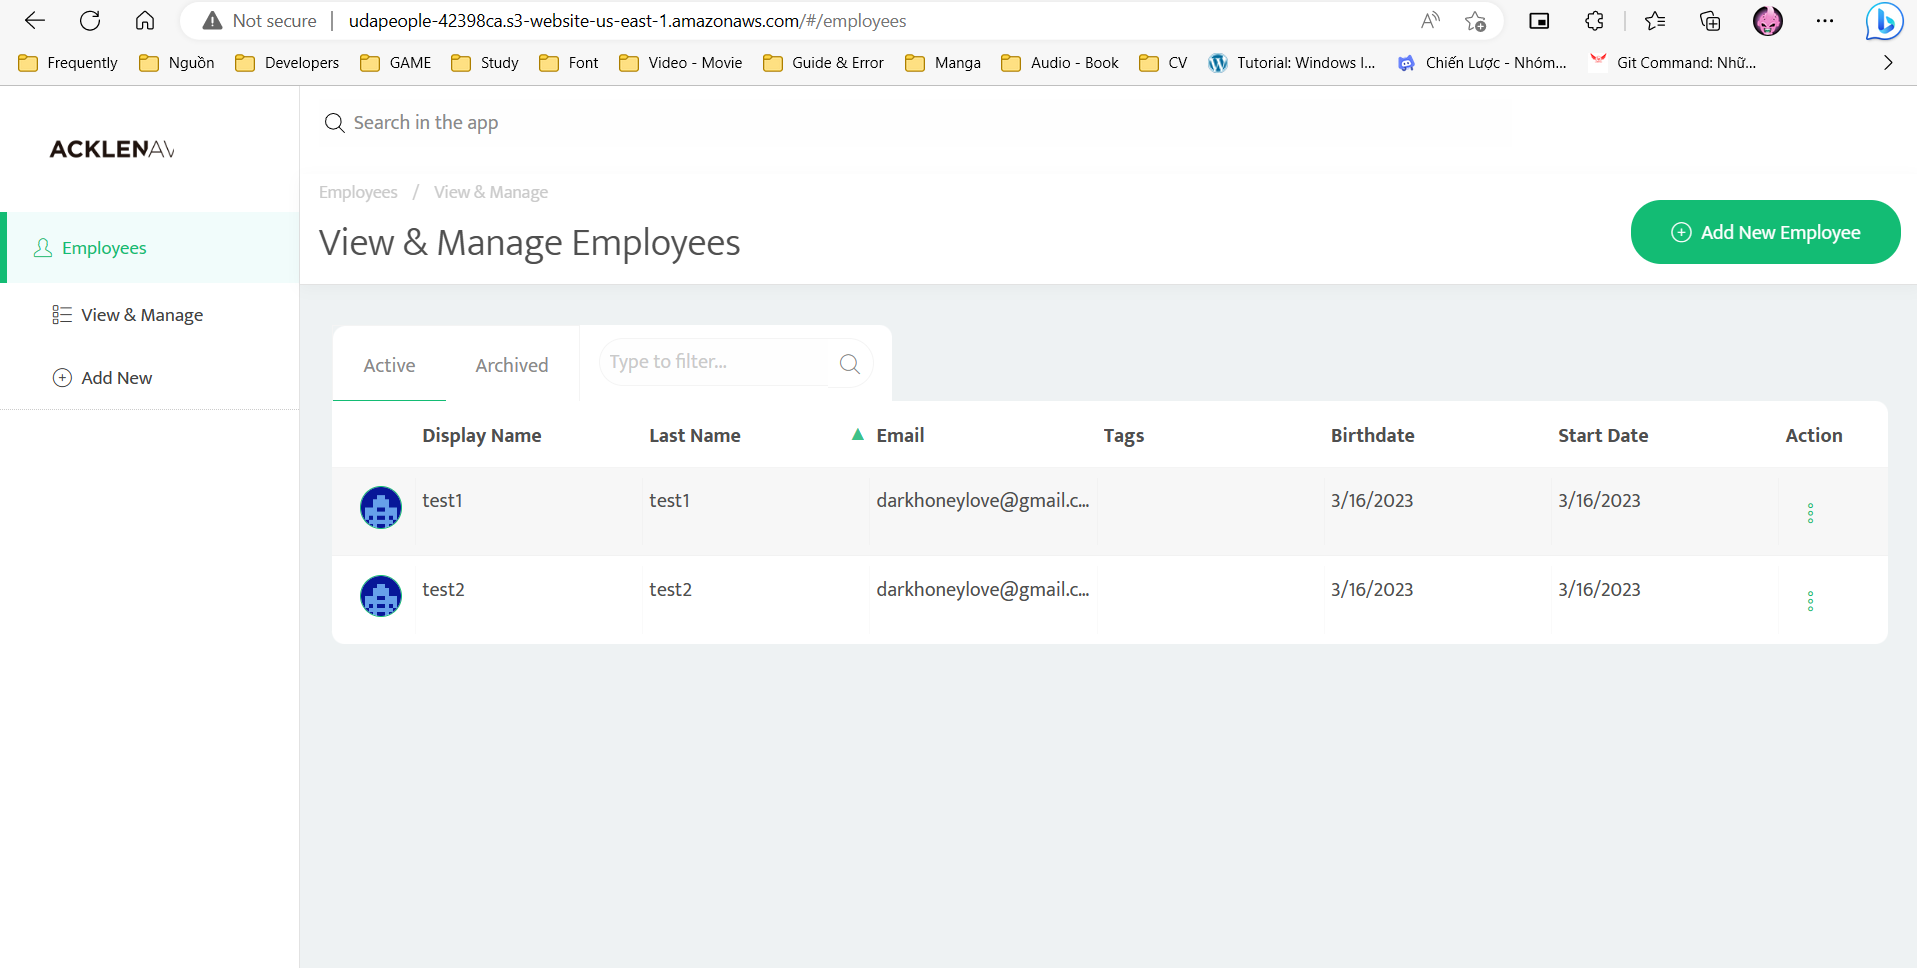 Not secure udapeople-42398ca.s3-website-us-east-1.amazonaws.com/#/employees
Frequently Nguồn Developers GAME Study Font Video - Movie Guide & Error Manga Audio - Book CV Tutorial: Windows I... Chiến Lược - Nhóm... Git Command: Nhữ...
Search in the app
ACKLENAV
Employees / View & Manage
View & Manage Employees
Add New Employee
Employees
View & Manage
Add New
Active Archived Type to filter...
Display Name Last Name Email Tags Birthdate Start Date Action
test1 test1 darkhoneylove@gmail.c... 3/16/2023 3/16/2023
test2 test2 darkhoneylove@gmail.c... 3/16/2023 3/16/2023